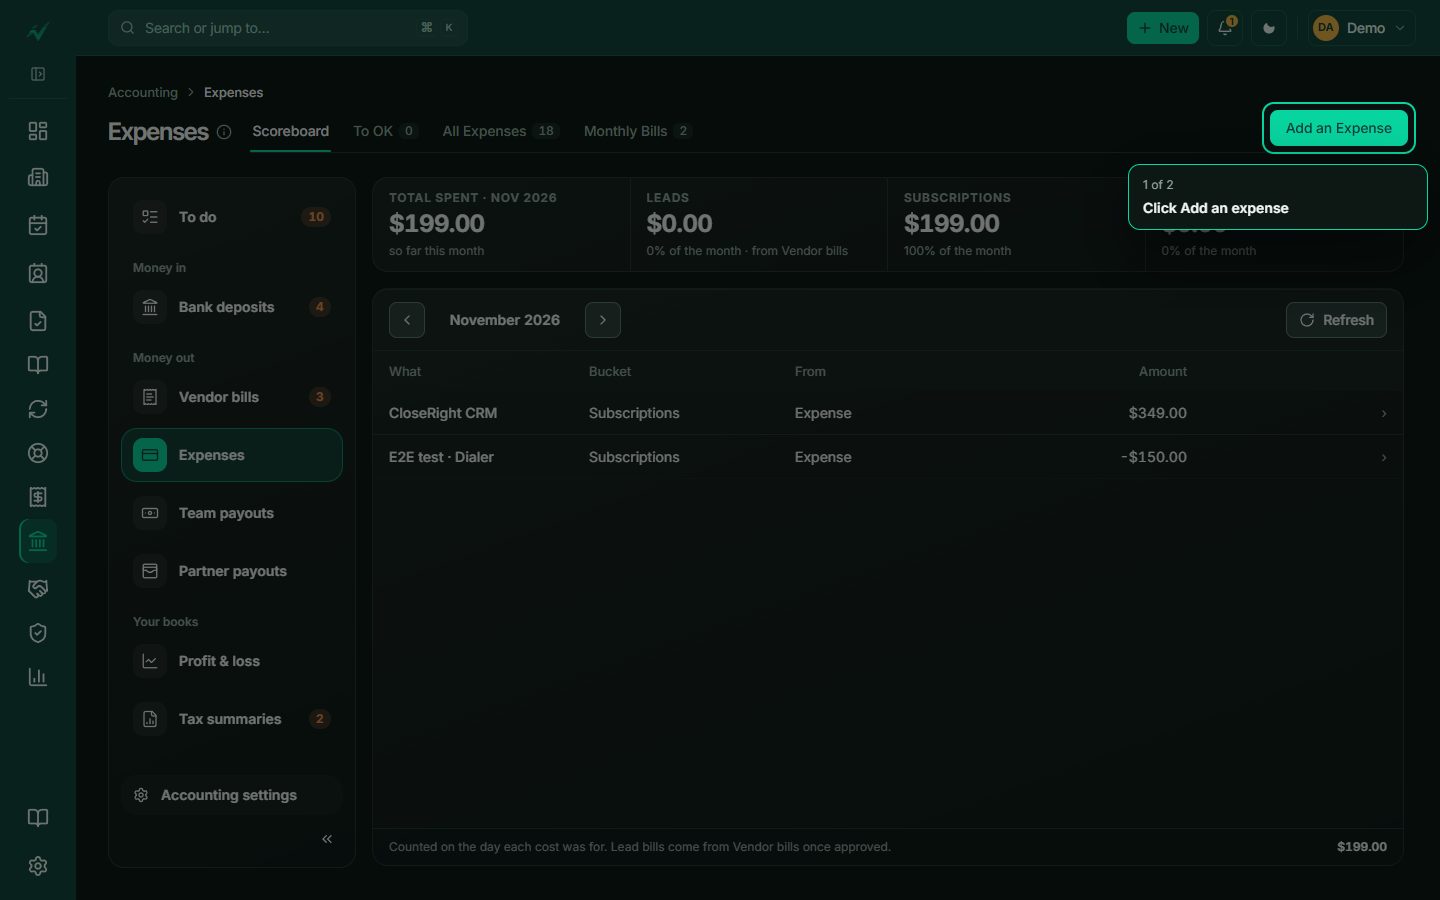 Search or jump to...
⌘ K
+ New
1
DA
Demo
Accounting > Expenses
Expenses
Scoreboard
To OK 0
All Expenses 18
Monthly Bills 2
Add an Expense
1 of 2
Click Add an expense
To do 10
Money in
Bank deposits 4
Money out
Vendor bills 3
Expenses
Team payouts
Partner payouts
Your books
Profit & loss
Tax summaries 2
Accounting settings
TOTAL SPENT · NOV 2026
$199.00
so far this month
LEADS
$0.00
0% of the month · from Vendor bills
SUBSCRIPTIONS
$199.00
100% of the month
0% of the month
November 2026
Refresh
What Bucket From Amount
CloseRight CRM Subscriptions Expense $349.00
E2E test · Dialer Subscriptions Expense -$150.00
Counted on the day each cost was for. Lead bills come from Vendor bills once approved. $199.00